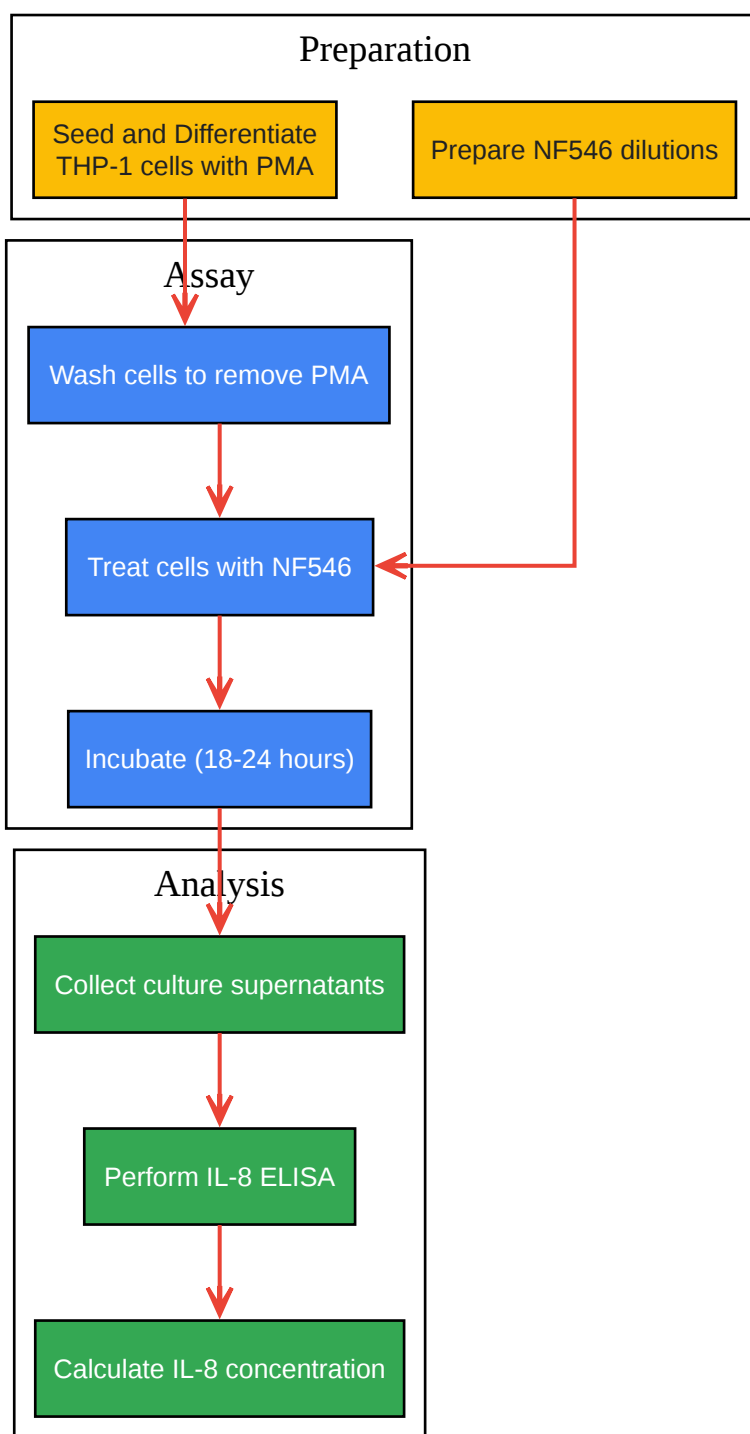 Preparation
Seed and Differentiate
THP-1 cells with PMA
Prepare NF546 dilutions
Assay
Wash cells to remove PMA
Treat cells with NF546
Incubate (18-24 hours)
Analysis
Collect culture supernatants
Perform IL-8 ELISA
Calculate IL-8 concentration